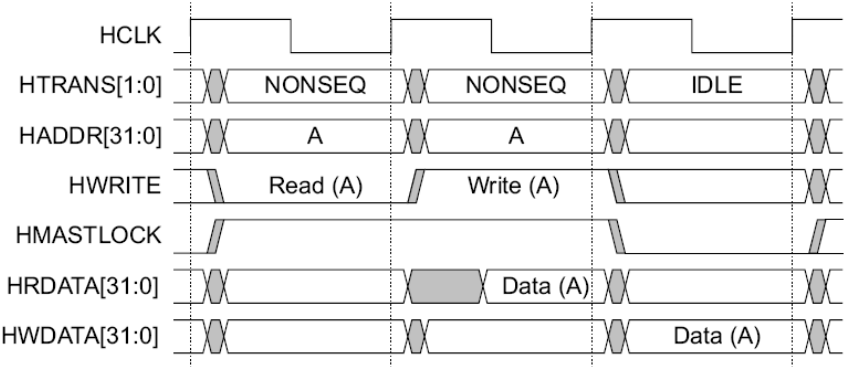 HCLK
HTRANS[1:0] NONSEQ NONSEQ IDLE
HADDR[31:0] A A
HWRITE Read (A) Write (A)
HMASTLOCK
HRDATA[31:0] Data (A)
HWDATA[31:0] Data (A)